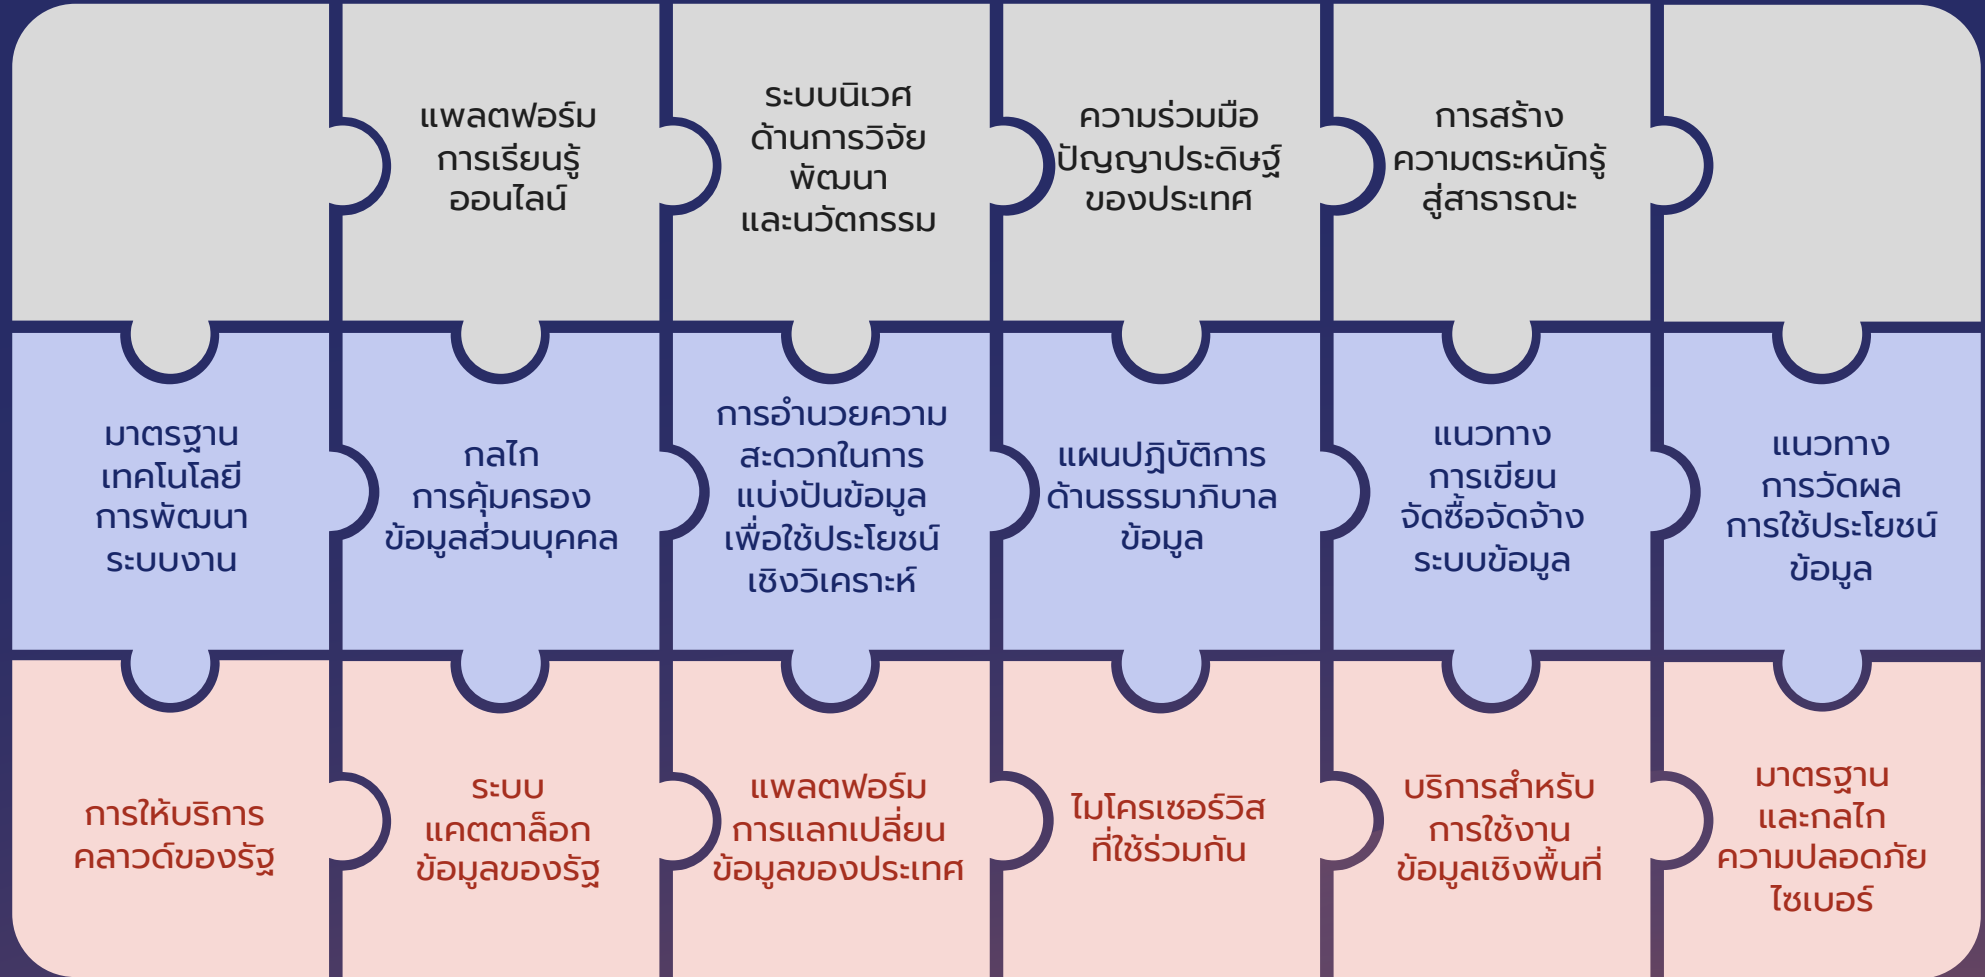 แพลตฟอร์ม
การเรียนรู้
ออนไลน์
ระบบนิเวศ
ด้านการวิจัย
พัฒนา
และนวัตกรรม
ความร่วมมือ
ปัญญาประดิษฐ์
ของประเทศ
การสร้าง
ความตระหนักรู้
สู่สาธารณะ
มาตรฐาน
เทคโนโลยี
การพัฒนา
ระบบงาน
กลไก
การคุ้มครอง
ข้อมูลส่วนบุคคล
การอำนวยความ
สะดวกในการ
แบ่งปันข้อมูล
เพื่อใช้ประโยชน์
เชิงวิเคราะห์
แผนปฏิบัติการ
ด้านธรรมาภิบาล
ข้อมูล
แนวทาง
การเขียน
จัดซื้อจัดจ้าง
ระบบข้อมูล
แนวทาง
การวัดผล
การใช้ประโยชน์
ข้อมูล
การให้บริการ
คลาวด์ของรัฐ
ระบบ
แคตตาล็อก
ข้อมูลของรัฐ
แพลตฟอร์ม
การแลกเปลี่ยน
ข้อมูลของประเทศ
ไมโครเซอร์วิส
ที่ใช้ร่วมกัน
บริการสำหรับ
การใช้งาน
ข้อมูลเชิงพื้นที่
มาตรฐาน
และกลไก
ความปลอดภัย
ไซเบอร์